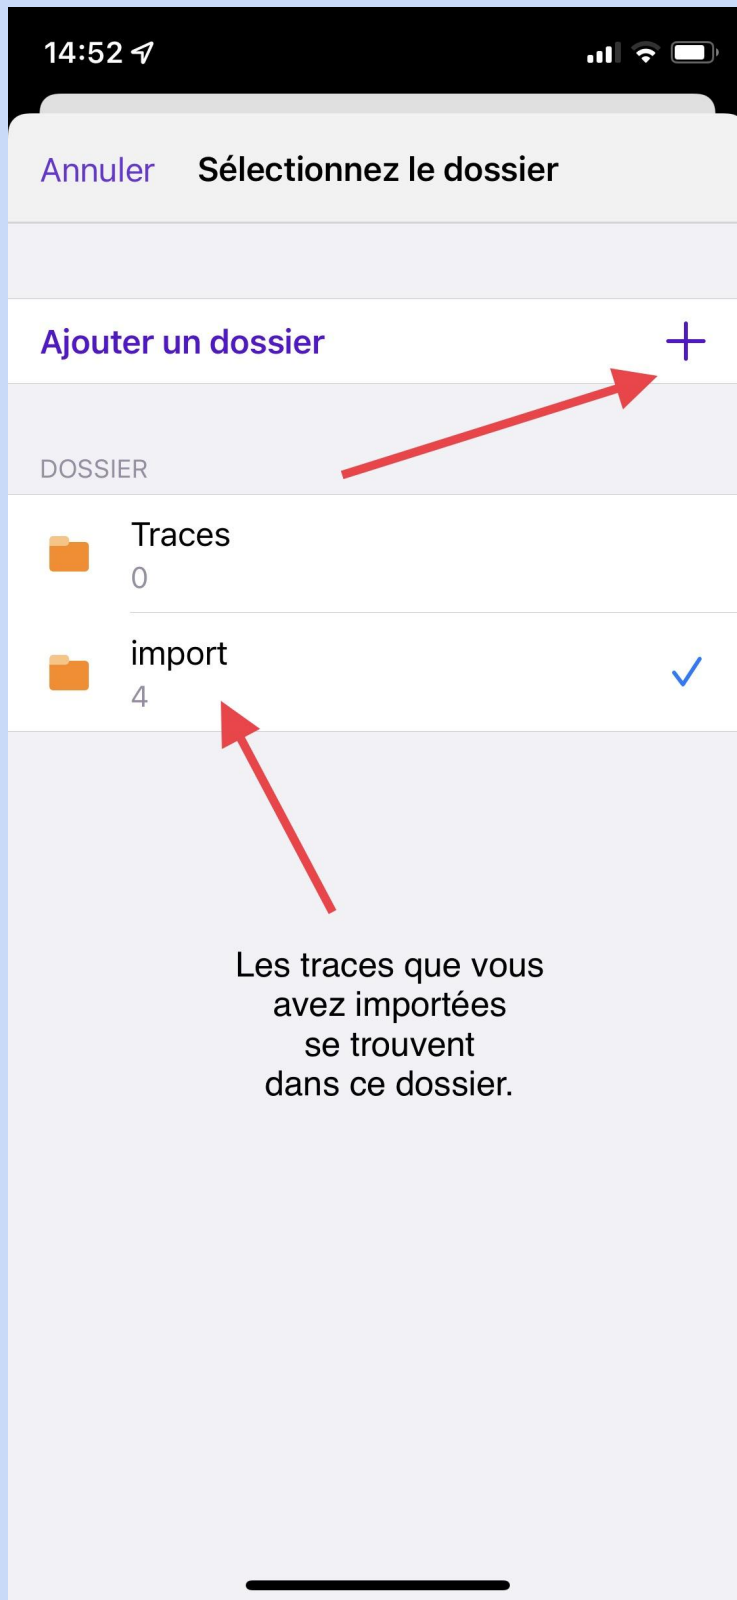 14:52
Annuler Sélectionnez le dossier
Ajouter un dossier
DOSSIER
Traces
0
import
4
Les traces que vous
avez importées
se trouvent
dans ce dossier.